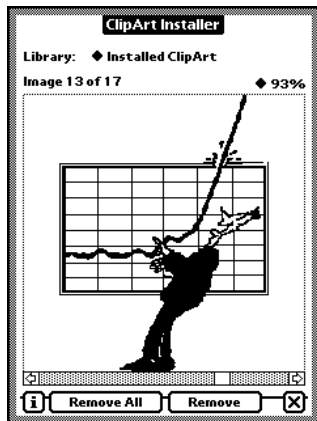 ClipArt Installer
Library: ◆ Installed ClipArt
Image 13 of 17 ◆ 93%
i Remove All Remove X